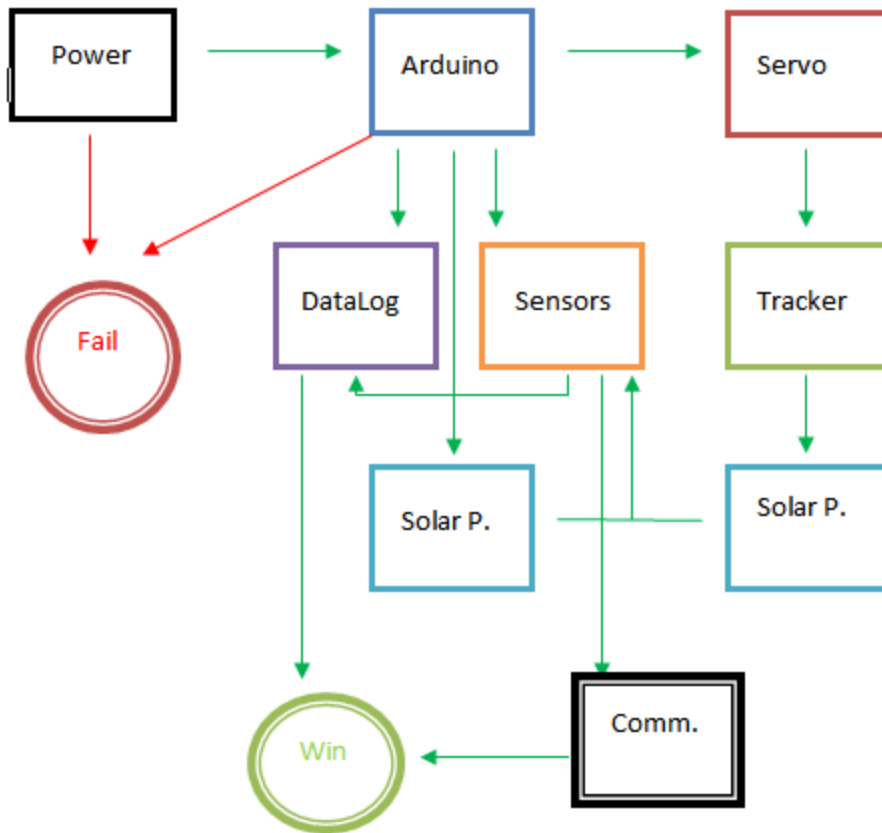 Power
Arduino
Servo
DataLog
Sensors
Tracker
Fail
Solar P.
Solar P.
Comm.
Win